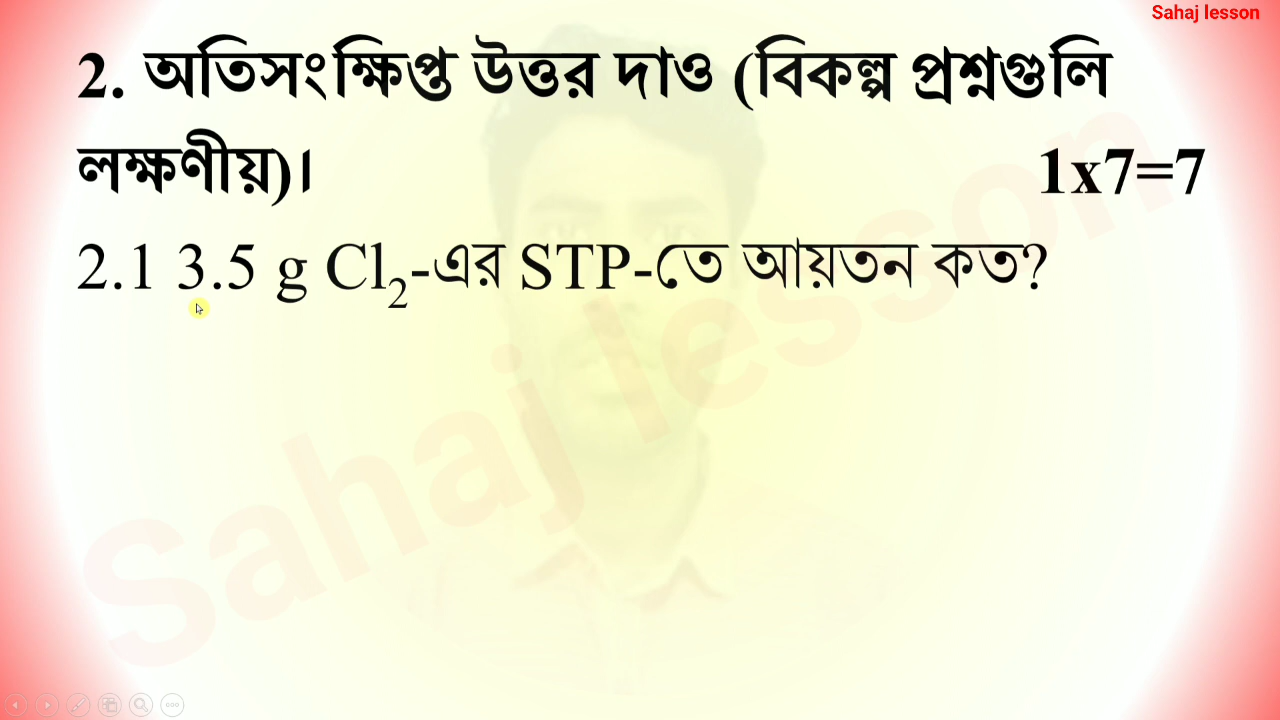 Sahaj lesson
2. অতিসংক্ষিপ্ত উত্তর দাও (বিকল্প প্রশ্নগুলি
লক্ষণীয়)। 1x7=7
2.1 3.5 g Cl₂-এর STP-তে আয়তন কত?
Sahaj lesson